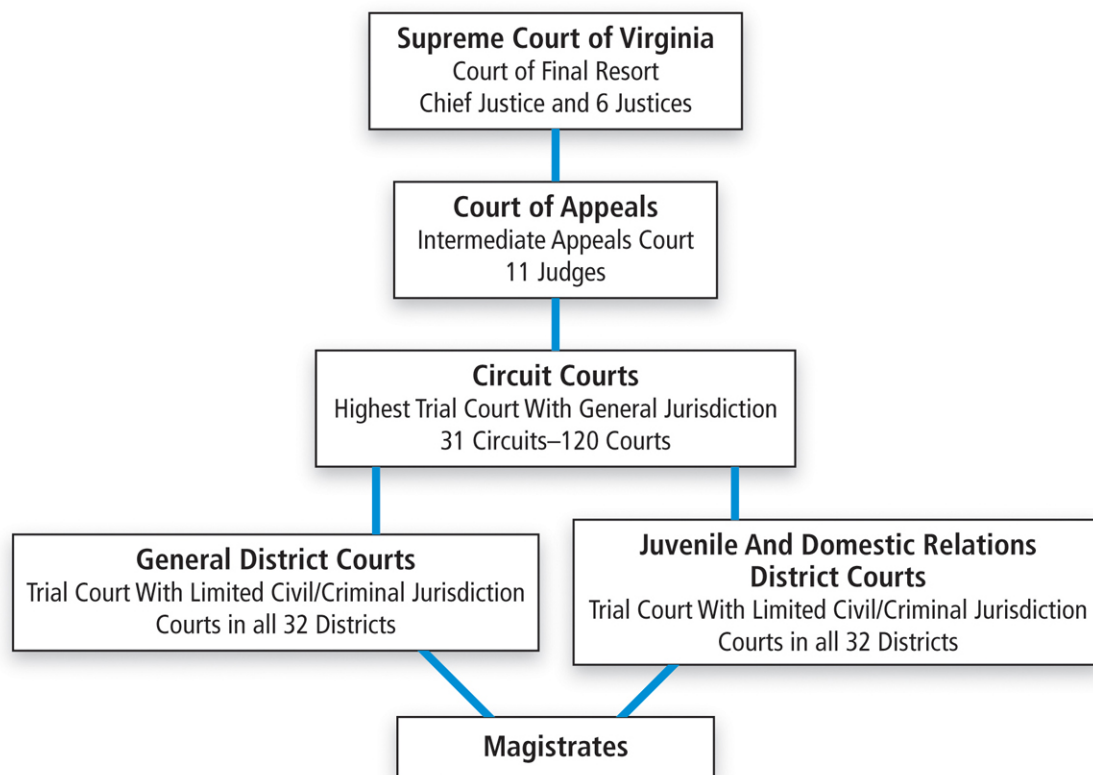 Supreme Court of Virginia
Court of Final Resort
Chief Justice and 6 Justices
Court of Appeals
Intermediate Appeals Court
11 Judges
Circuit Courts
Highest Trial Court With General Jurisdiction
31 Circuits–120 Courts
General District Courts
Trial Court With Limited Civil/Criminal Jurisdiction
Courts in all 32 Districts
Juvenile And Domestic Relations
District Courts
Trial Court With Limited Civil/Criminal Jurisdiction
Courts in all 32 Districts
Magistrates